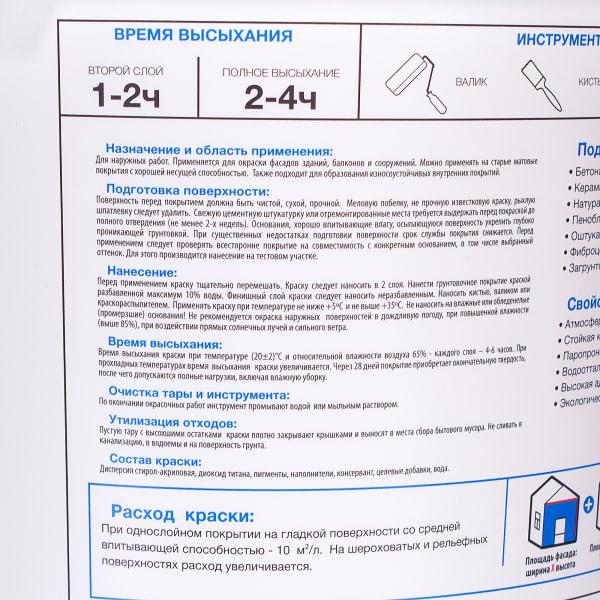 ВРЕМЯ ВЫСЫХАНИЯ
ВТОРОЙ СЛОЙ
1-2ч
ПОЛНОЕ ВЫСЫХАНИЕ
2-4ч
ИНСТРУМЕНТ
ВАЛИК
КИСТЬ
Назначение и область применения:
Для наружных работ. Применяется для окраски фасадов зданий, балконов и сооружений. Можно применять на старые матовые
покрытия с хорошей несущей способностью. Также подходит для образования износоустойчивых внутренних покрытий.
Подготовка поверхности:
Поверхность перед покрытием должна быть чистой, сухой, прочной. Меловую побелку, не прочную известковую краску, рыхлую
шпатлевку следует удалить. Свежую цементную штукатурку или отремонтированные места требуется выдержать перед покраской до
полного отвердения (не менее 2-х недель). Основания, хорошо впитывающие влагу, осыпающуюся поверхность укрепить глубоко
проникающей грунтовкой. При существенных недостатках подготовки поверхности срок службы покрытия снижается. Перед
применением следует проверять всесторонне покрытие на совместимость с конкретным основанием, в том числе выбранный
оттенок. Для этого производится нанесение на тестовом участке.
Нанесение:
Перед применением краску тщательно перемешать. Краску следует наносить в 2 слоя. Нанести грунтовочное покрытие краской
разбавленной максимум 10% воды. Финишный слой краски следует наносить неразбавленным. Наносить кистью, валиком или
краскораспылителем. Применять краску при температуре не ниже +5°С и не выше +35°С. Не наносить на влажные или обледенелые
(промерзшие) основания! Не рекомендуется окраска наружных поверхностей в дождливую погоду, при повышенной влажности
(выше 85%), при воздействии прямых солнечных лучей и сильного ветра.
Время высыхания:
Время высыхания краски при температуре (20±2)°С и относительной влажности воздуха 65% - каждого слоя – 4-6 часов. При
прохладных температурах время высыхания краски увеличивается. Через 28 дней покрытие приобретает окончательную твердость,
после чего допускаются полные нагрузки, включая влажную уборку.
Очистка тары и инструмента:
По окончании окрасочных работ инструмент промывают водой или мыльным раствором.
Утилизация отходов:
Пустую тару с высохшими остатками краски плотно закрывают крышками и выносят в места сбора бытового мусора. Не сливать в
канализацию, в водоемы и на поверхность грунта.
Состав краски:
Дисперсия стирол-акриловая, диоксид титана, пигменты, наполнители, консервант, целевые добавки, вода.
Расход краски:
При однослойном покрытии на гладкой поверхности со средней
впитывающей способностью - 10 м²/л. На шероховатых и рельефных
поверхностях расход увеличивается.
Площадь фасада:
ширина X высота
+
Под
• Бетона
• Керам
• Натура
• Пенобл
• Оштука
• Фиброц
• Загрунт
Свойс
• Атмосфер
• Стойкая к
• Паропрон
• Водооттал
• Высокая ад
• Экологичес